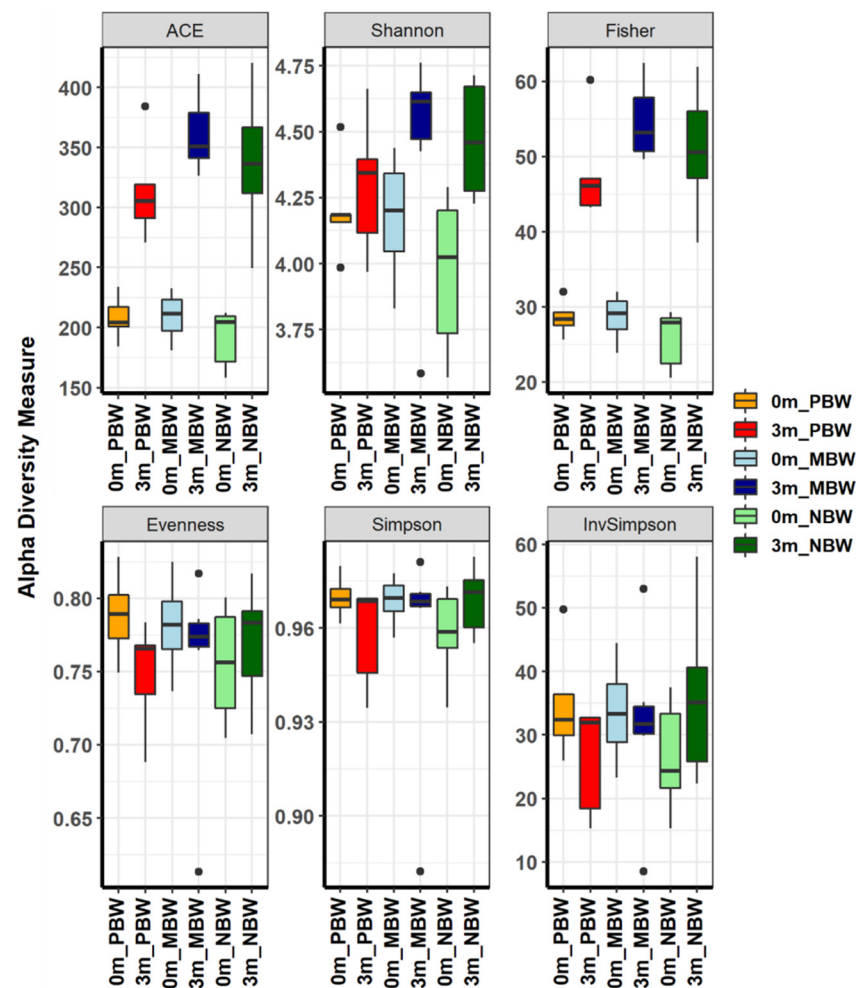 ACE Shannon Fisher
Alpha Diversity Measure
400
350
300
250
200
150
4.75
4.50
4.25
4.00
3.75
60
50
40
30
20
0m_PBW
3m_PBW
0m_MBW
3m_MBW
0m_NBW
3m_NBW
0m_PBW
3m_PBW
0m_MBW
3m_MBW
0m_NBW
3m_NBW
0m_PBW
3m_PBW
0m_MBW
3m_MBW
0m_NBW
3m_NBW
0m_PBW
3m_PBW
0m_MBW
3m_MBW
0m_NBW
3m_NBW
Evenness Simpson InvSimpson
0.80
0.75
0.70
0.65
0.96
0.93
0.90
60
50
40
30
20
10
0m_PBW
3m_PBW
0m_MBW
3m_MBW
0m_NBW
3m_NBW
0m_PBW
3m_PBW
0m_MBW
3m_MBW
0m_NBW
3m_NBW
0m_PBW
3m_PBW
0m_MBW
3m_MBW
0m_NBW
3m_NBW